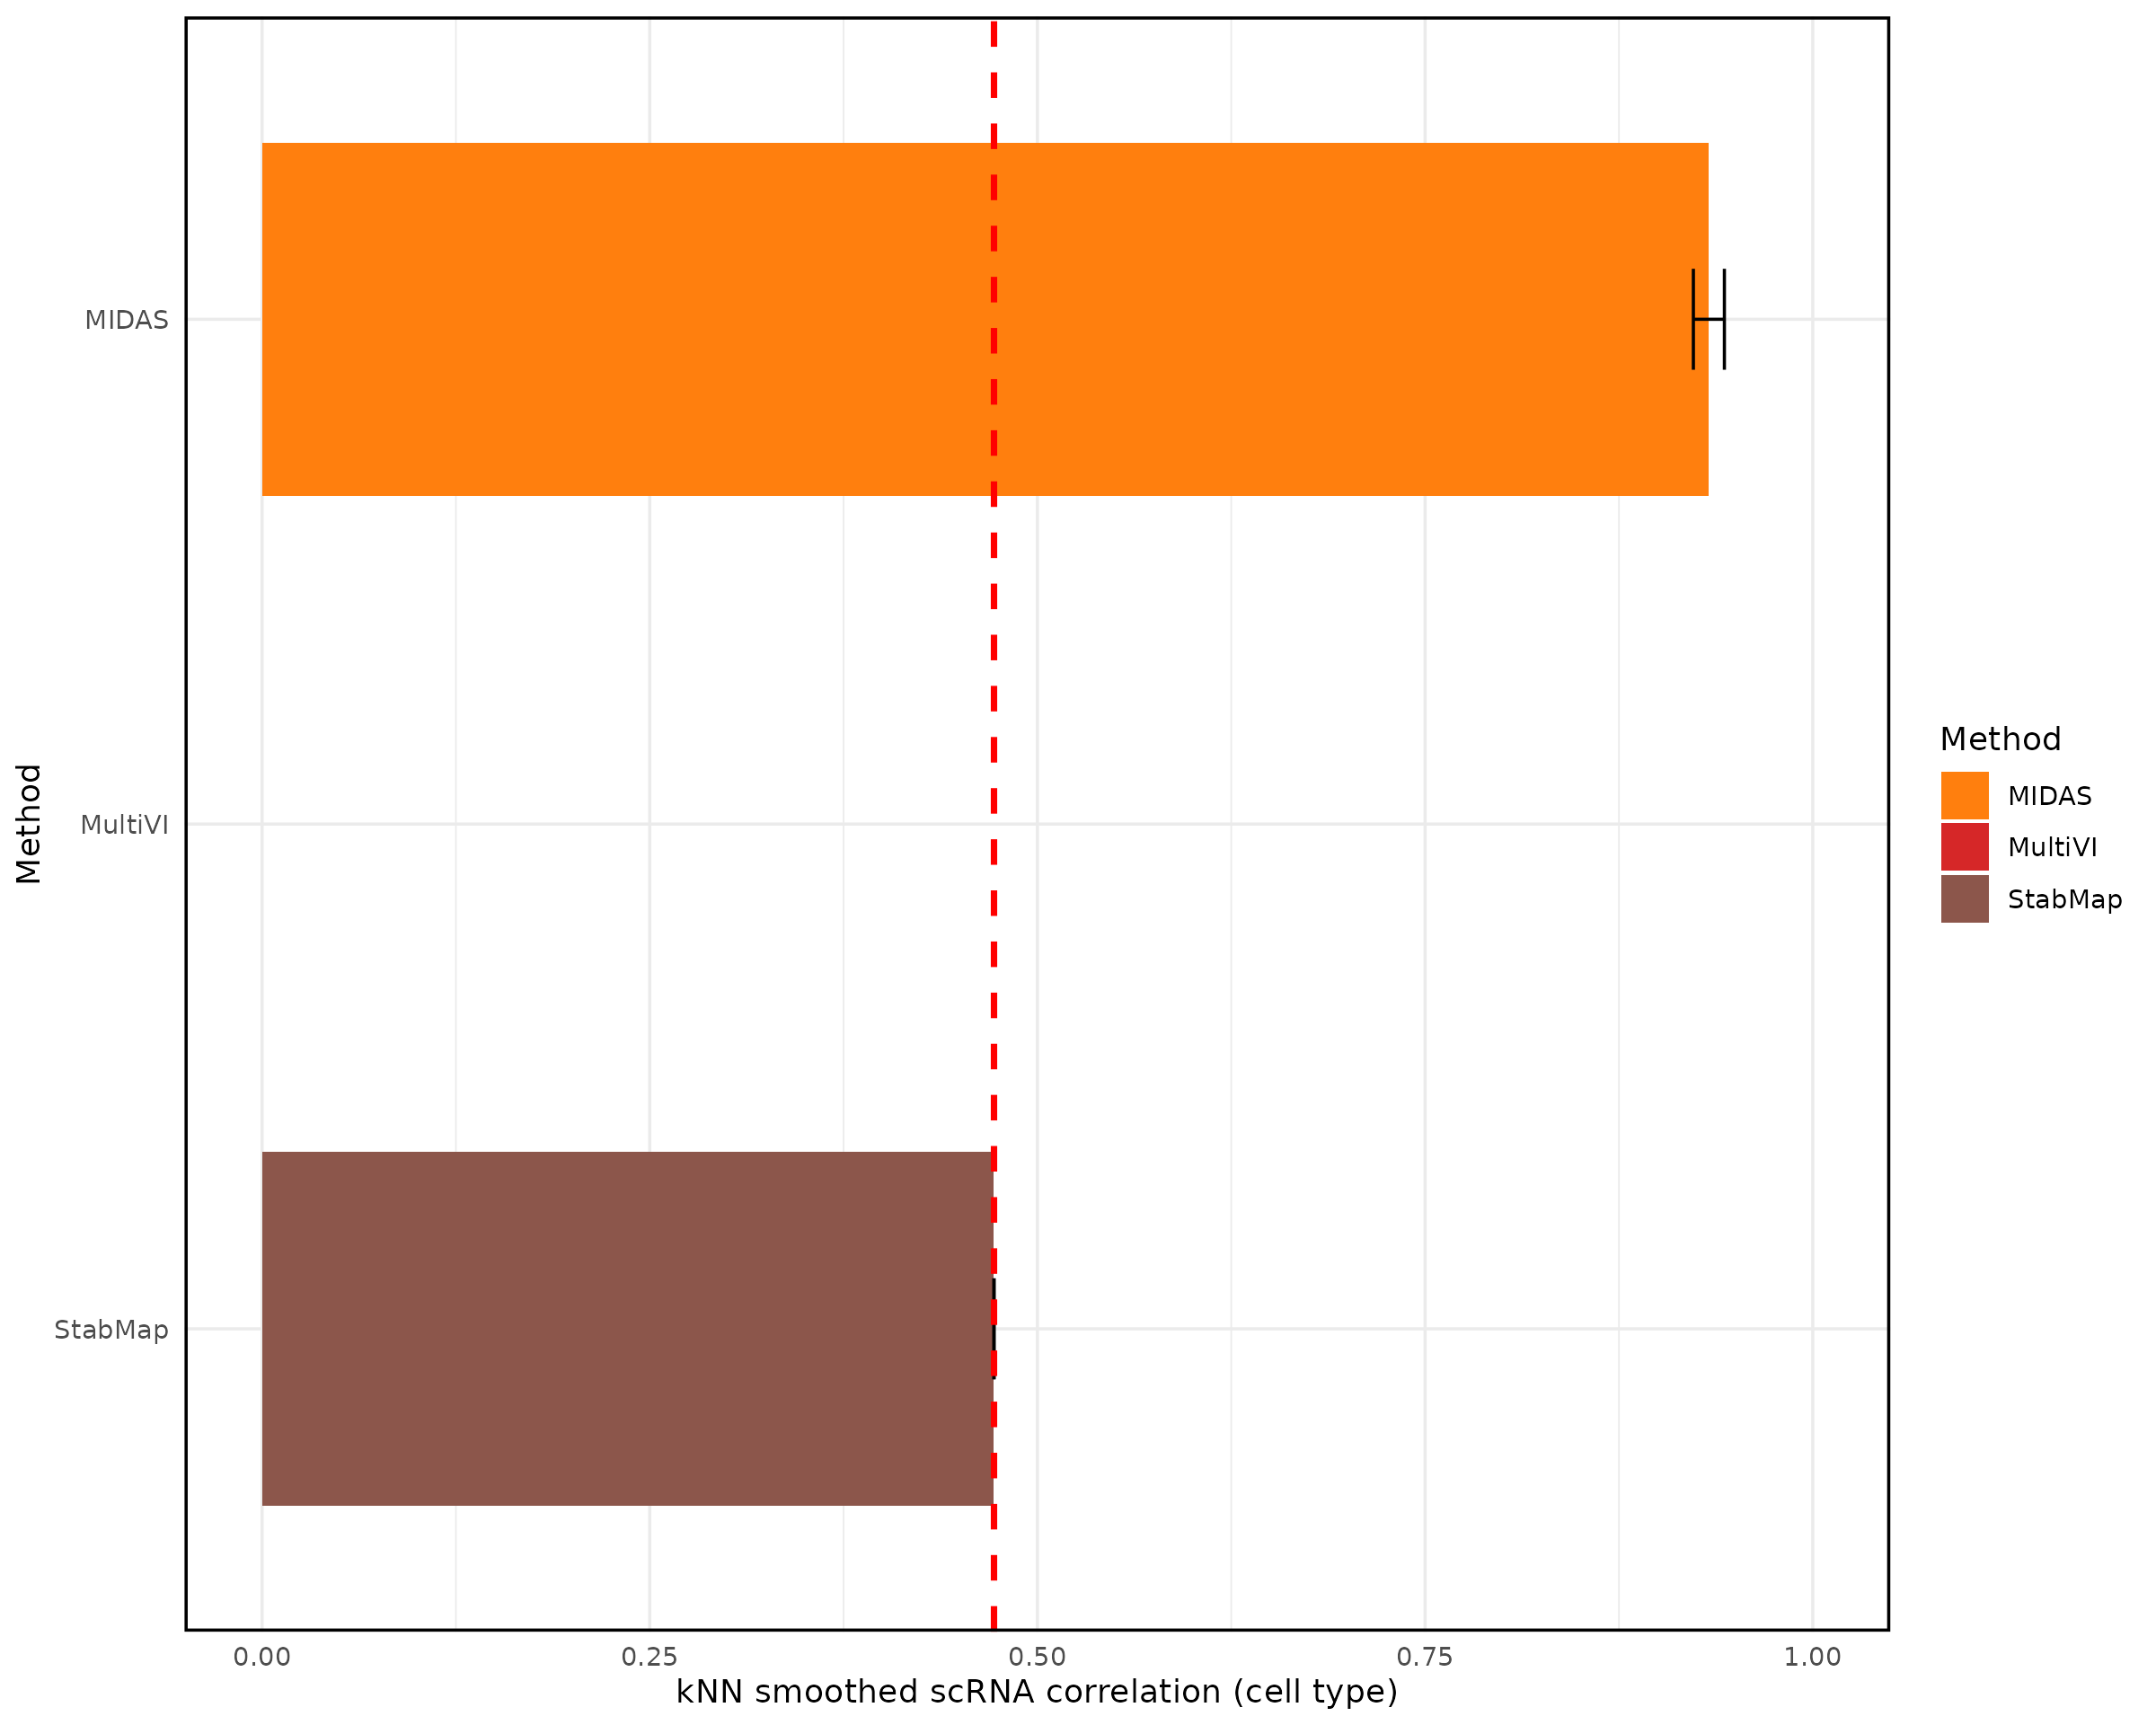 Method
MIDAS
MultiVI
StabMap
0.00
0.25
0.50
0.75
1.00
kNN smoothed scRNA correlation (cell type)
Method
MIDAS
MultiVI
StabMap